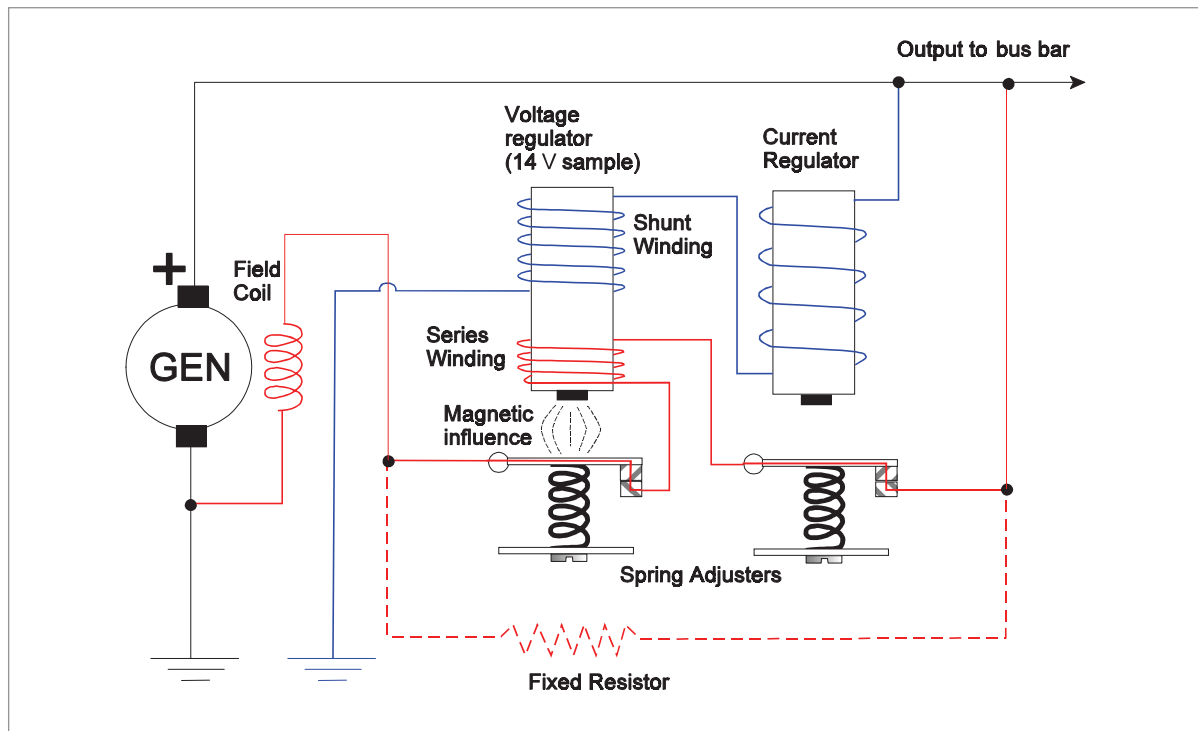 Output to bus bar
Voltage
regulator
(14 V sample)
Current
Regulator
Shunt
Winding
+
Field
Coil
GEN
Series
Winding
Magnetic
influence
Spring Adjusters
Fixed Resistor